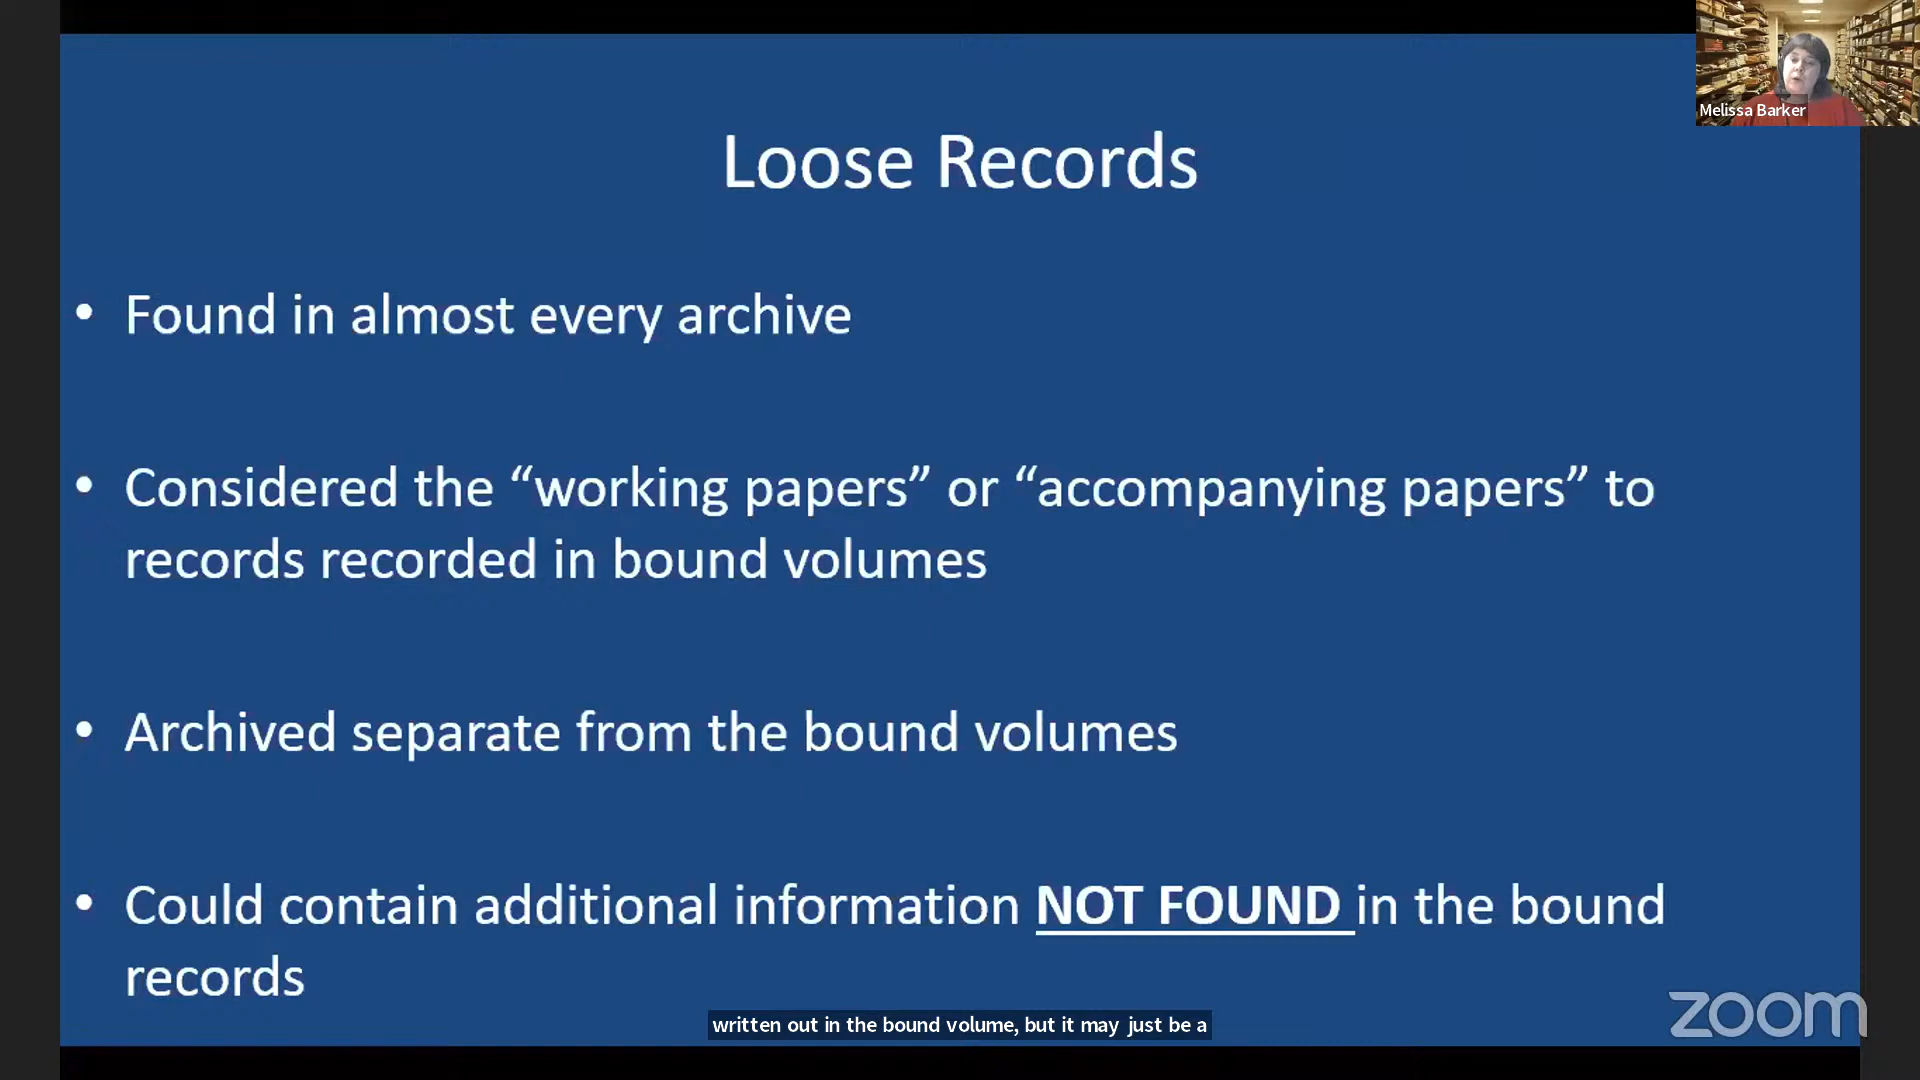 Melissa Barker
Loose Records
• Found in almost every archive
• Considered the “working papers” or “accompanying papers” to
records recorded in bound volumes
• Archived separate from the bound volumes
• Could contain additional information NOT FOUND in the bound
records
written out in the bound volume, but it may just be a
zoom